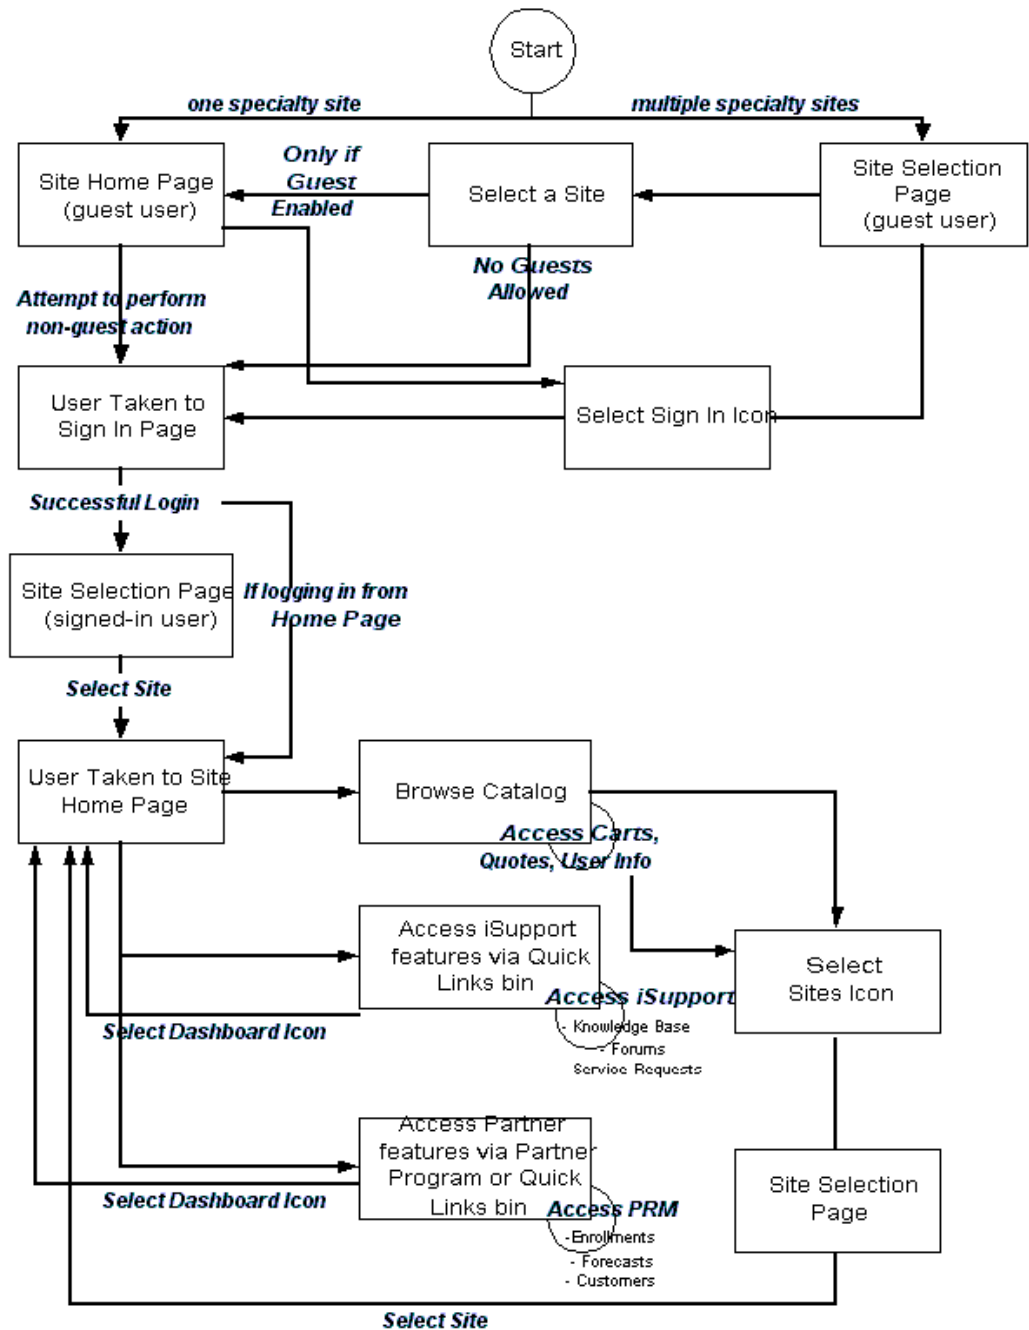 Start
one specialty site
multiple specialty sites
Site Home Page
(guest user)
Only if
Guest
Enabled
Select a Site
Site Selection
Page
(guest user)
No Guests
Allowed
Attempt to perform
non-guest action
User Taken to
Sign In Page
Select Sign In Icon
Successful Login
Site Selection Page
(signed-in user)
If logging in from
Home Page
Select Site
User Taken to Site
Home Page
Browse Catalog
Access Carts,
Quotes, User Info
Access iSupport
features via Quick
Links bin
Select
Sites Icon
Access iSupport
- Knowledge Base
- Forums
Service Requests
Select Dashboard Icon
Access Partner
features via Partner
Program or Quick
Links bin
Site Selection
Page
Select Dashboard Icon
Access PRM
-Enrollments
- Forecasts
- Customers
Select Site